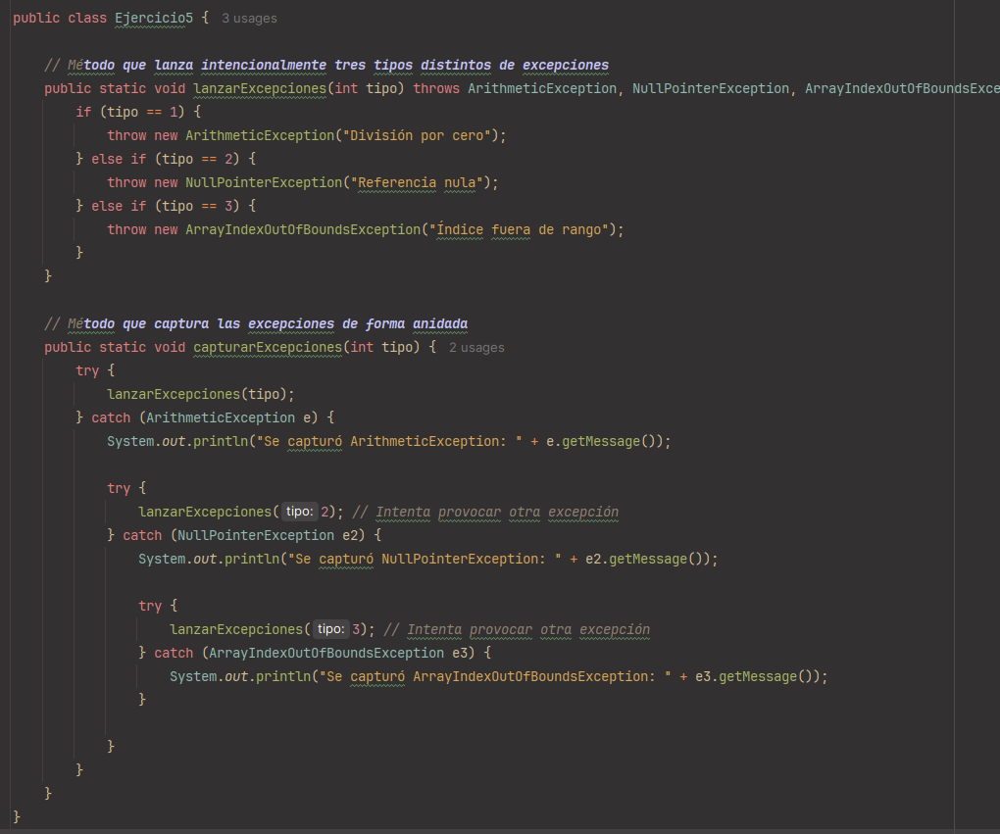 public class Ejercicio5 { 3 usages
// Método que lanza intencionalmente tres tipos distintos de excepciones
public static void lanzarExcepciones(int tipo) throws ArithmeticException, NullPointerException, ArrayIndexOutOfBoundsExce
if (tipo == 1) {
throw new ArithmeticException("División por cero");
} else if (tipo == 2) {
throw new NullPointerException("Referencia nula");
} else if (tipo == 3) {
throw new ArrayIndexOutOfBoundsException("Índice fuera de rango");
}
}
// Método que captura las excepciones de forma anidada
public static void capturarExcepciones(int tipo) { 2 usages
try {
lanzarExcepciones(tipo);
} catch (ArithmeticException e) {
System.out.println("Se capturó ArithmeticException: " + e.getMessage());
try {
lanzarExcepciones( tipo: 2); // Intenta provocar otra excepción
} catch (NullPointerException e2) {
System.out.println("Se capturó NullPointerException: " + e2.getMessage());
try {
lanzarExcepciones( tipo: 3); // Intenta provocar otra excepción
} catch (ArrayIndexOutOfBoundsException e3) {
System.out.println("Se capturó ArrayIndexOutOfBoundsException: " + e3.getMessage());
}
}
}
}
}